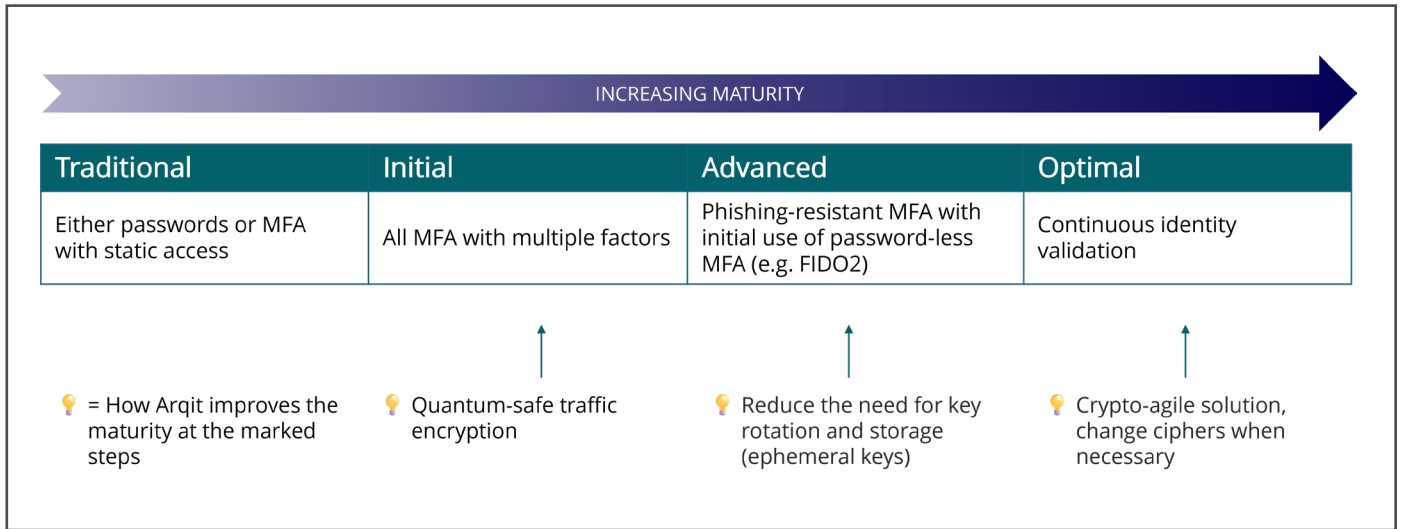 INCREASING MATURITY
Traditional
Initial
Advanced
Optimal
Either passwords or MFA
with static access
All MFA with multiple factors
Phishing-resistant MFA with
initial use of password-less
MFA (e.g. FIDO2)
Continuous identity
validation
= How Arqit improves the
maturity at the marked
steps
Quantum-safe traffic
encryption
Reduce the need for key
rotation and storage
(ephemeral keys)
Crypto-agile solution,
change ciphers when
necessary